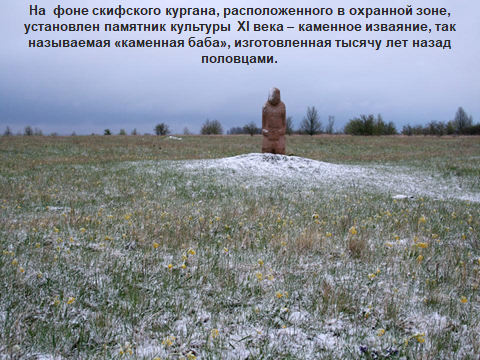 На фоне скифского кургана, расположенного в охранной зоне,
установлен памятник культуры XI века – каменное изваяние, так
называемая «каменная баба», изготовленная тысячу лет назад
половцами.